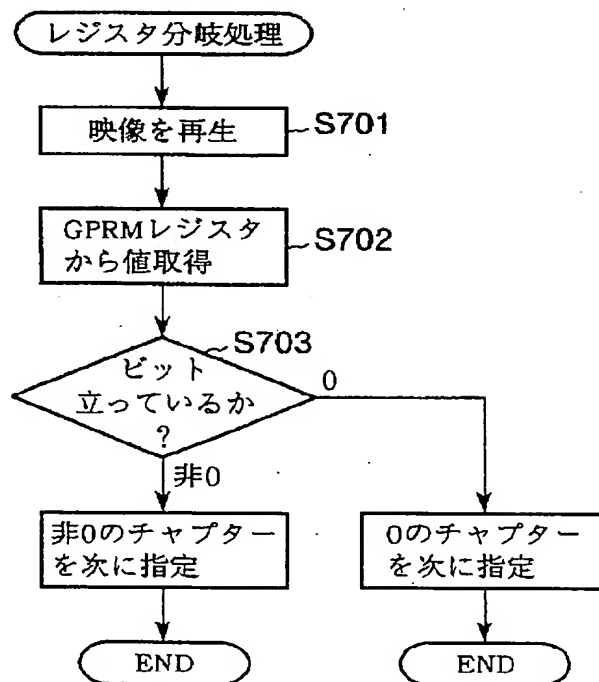 レジスタ分岐処理
映像を再生
S701
GPRMレジスタ
から値取得
S702
S703
ビット
立っているか
?
0
非0
非0のチャプター
を次に指定
0のチャプター
を次に指定
END
END